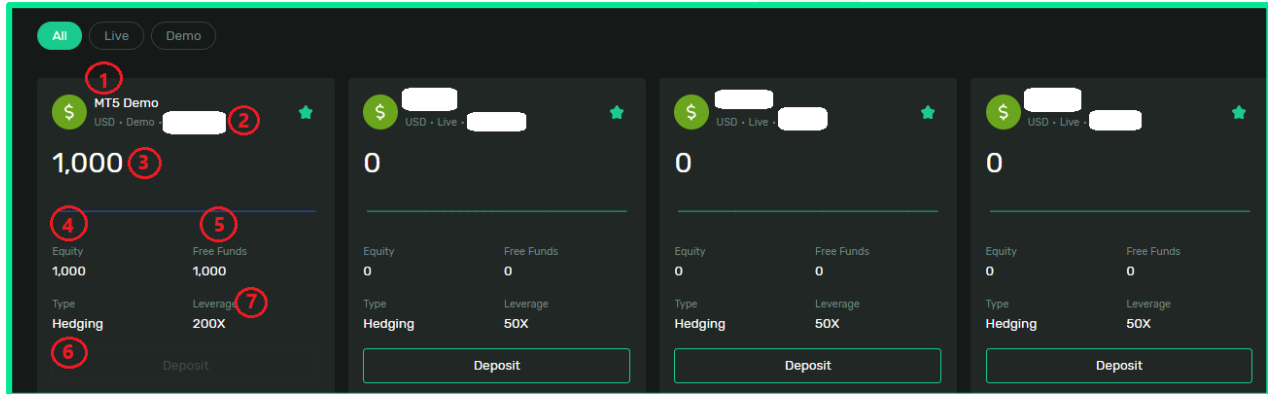 All Live Demo
1
MT5 Demo
USD • Demo • 2
1,000 3
4 5
Equity Free Funds
1,000 1,000
Type Leverage 7
Hedging 200X
6 Deposit
$
USD • Live •
0
Equity Free Funds
0 0
Type Leverage
Hedging 50X
Deposit
$
USD • Live •
0
Equity Free Funds
0 0
Type Leverage
Hedging 50X
Deposit
$
USD • Live •
0
Equity Free Funds
0 0
Type Leverage
Hedging 50X
Deposit